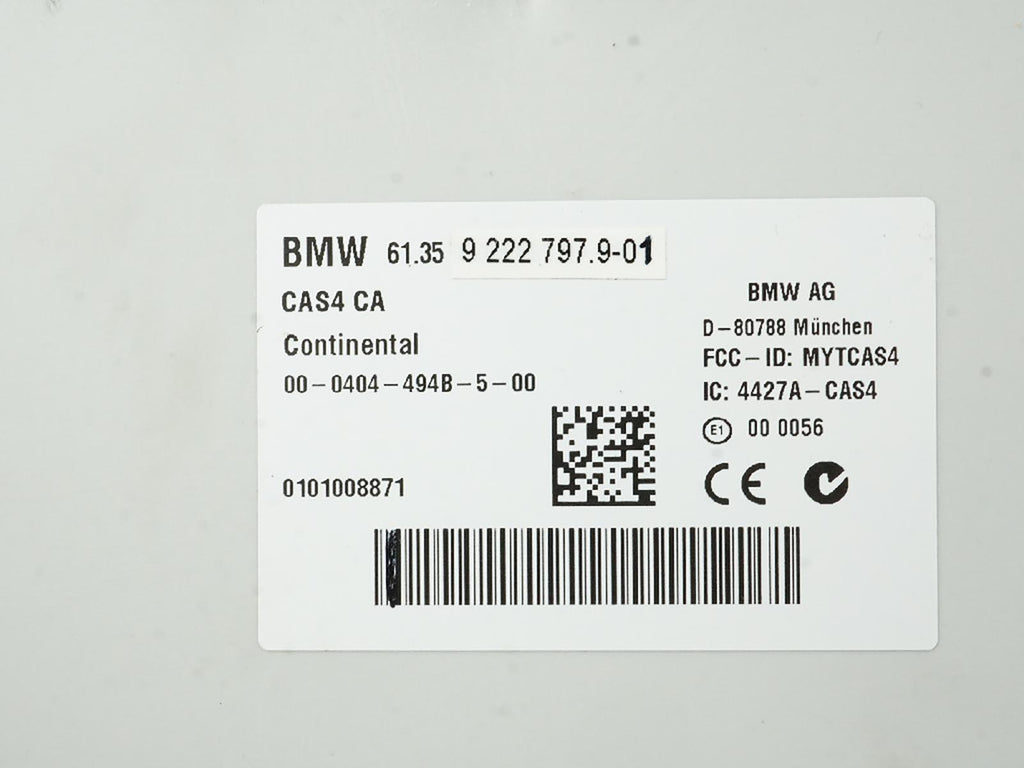 BMW 61.35 9 222 797.9-01
CAS4 CA
Continental
00-0404-494B-5-00
0101008871
BMW AG
D-80788 München
FCC-ID: MYTCAS4
IC: 4427A-CAS4
E1 00 0056
CE